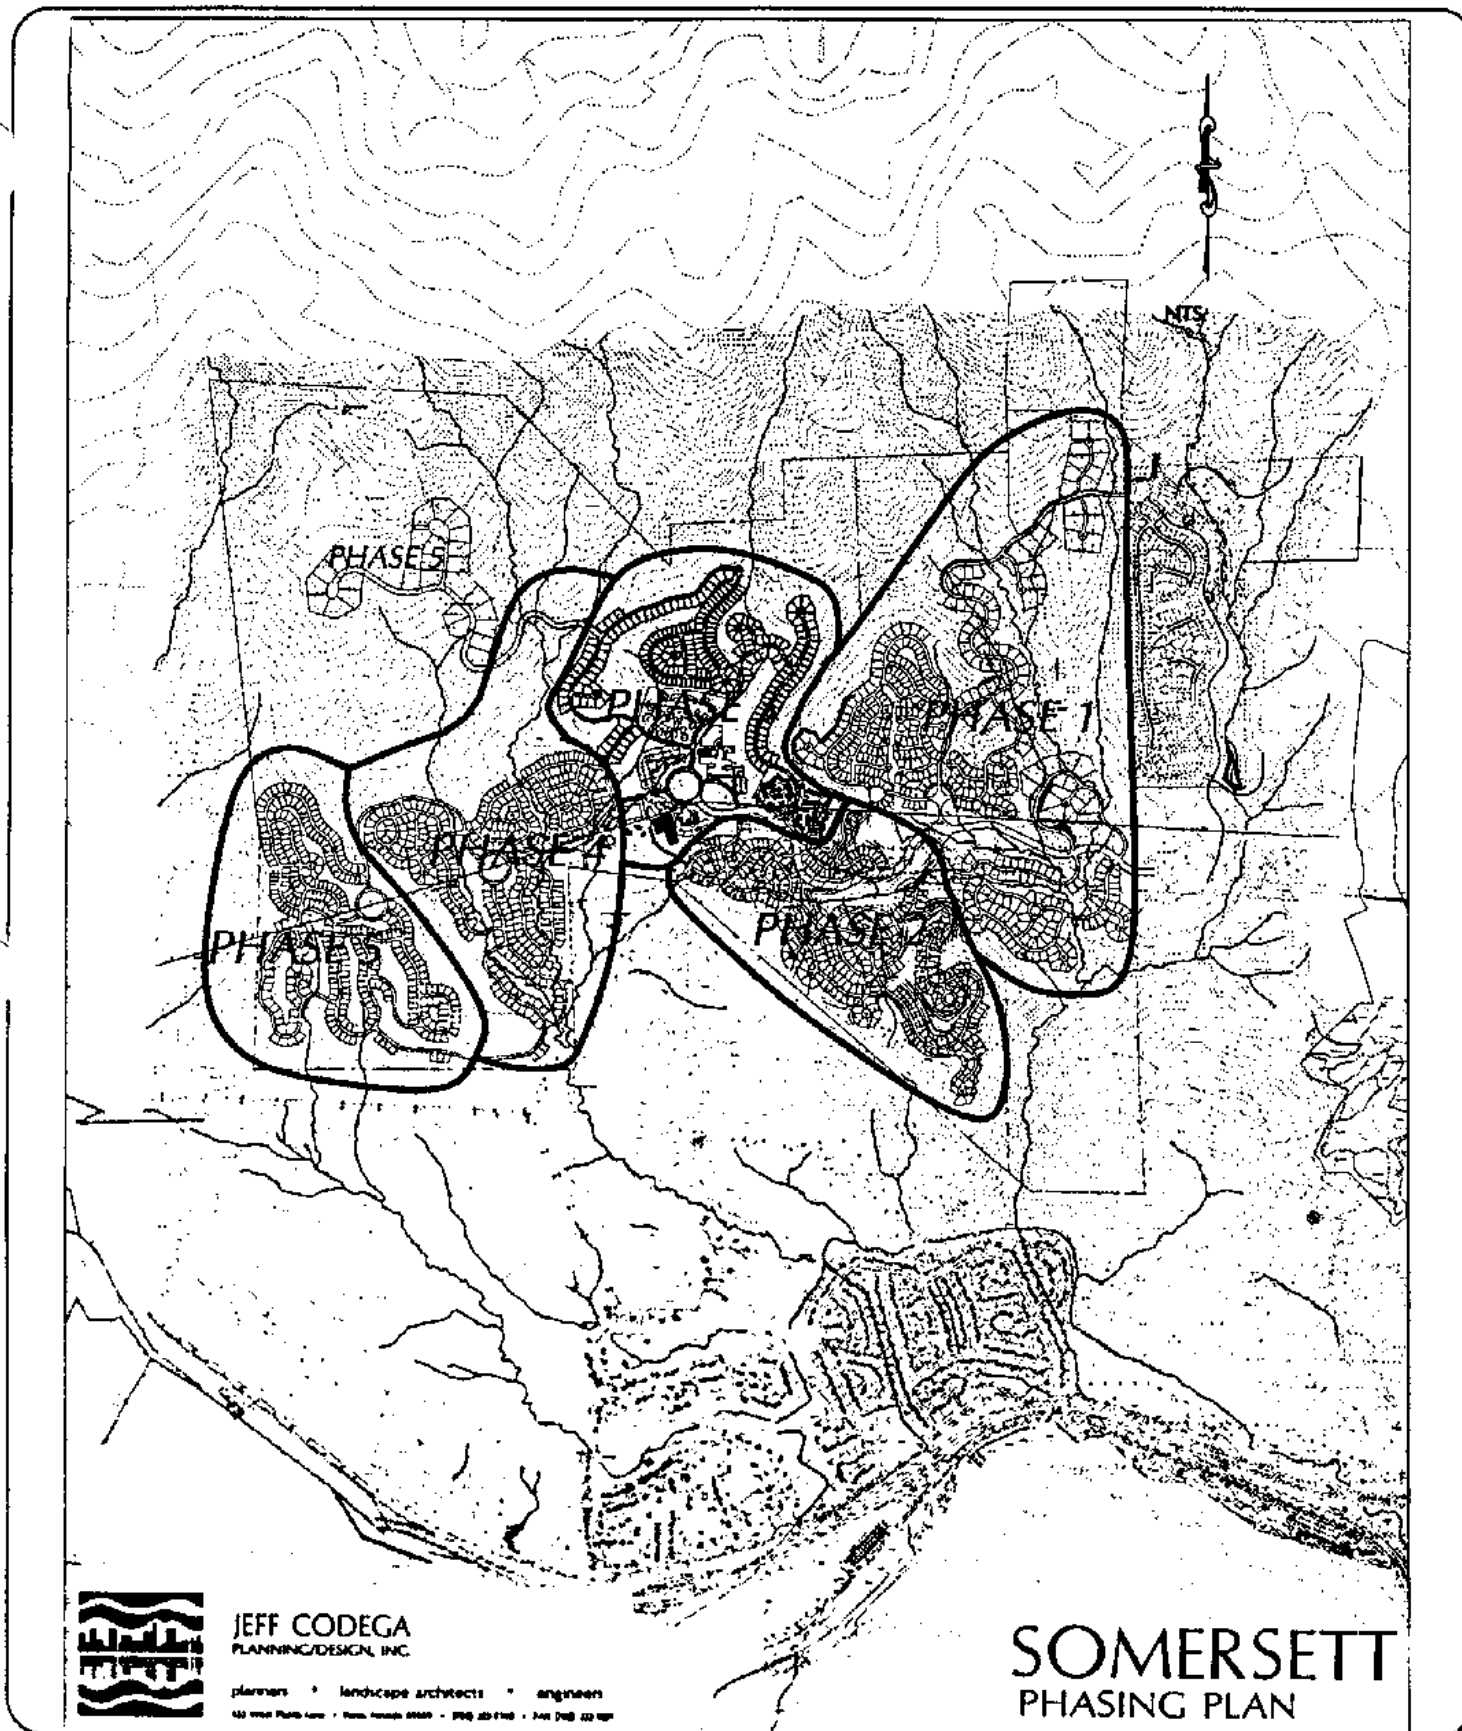 NTS
PHASE 5
PHASE
PHASE 1
PHASE 4
PHASE 2
PHASE 5
JEFF CODEGA
PLANNING/DESIGN, INC.
planners • landscape architects • engineers
SOMERSETT
PHASING PLAN